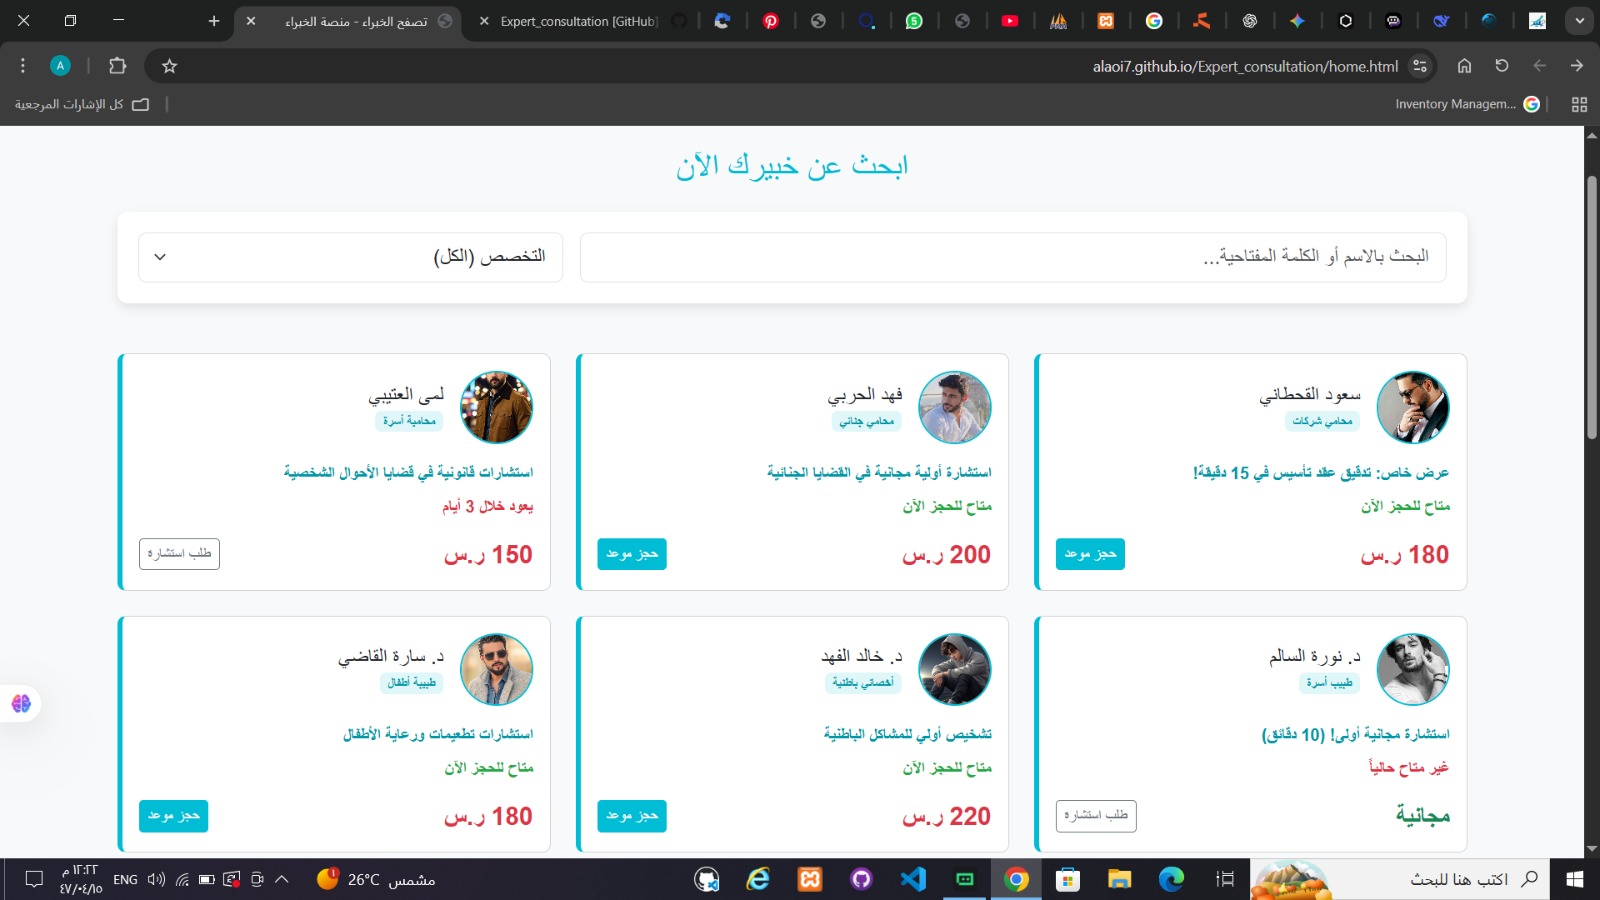 تصفح الخبراء - منصة الخبراء
Expert_consultation [GitHub]
alaoi7.github.io/Expert_consultation/home.html
A
Inventory Managem...
كل الإشارات المرجعية
ابحث عن خبيرك الآن
البحث بالاسم أو الكلمة المفتاحية...
التخصص (الكل)
سعود القحطاني
محامي شركات
عرض خاص: تدقيق عقد تأسيس في 15 دقيقة!
متاح للحجز الآن
180 ر.س
حجز موعد
فهد الحربي
محامي جنائي
استشارة أولية مجانية في القضايا الجنائية
متاح للحجز الآن
200 ر.س
حجز موعد
لمى العتيبي
محامية أسرة
استشارات قانونية في قضايا الأحوال الشخصية
يعود خلال 3 أيام
150 ر.س
طلب استشارة
د. نورة السالم
طبيب أسرة
استشارة مجانية أولى! (10 دقائق)
غير متاح حالياً
مجانية
طلب استشارة
د. خالد الفهد
أخصائي باطنية
تشخيص أولي للمشاكل الباطنية
متاح للحجز الآن
220 ر.س
حجز موعد
د. سارة القاضي
طبيبة أطفال
استشارات تطعيمات ورعاية الأطفال
متاح للحجز الآن
180 ر.س
حجز موعد
اكتب هنا للبحث
مشمس 26°C
ENG
١٢:٢٢ م
٤٧/٠٤/١٥